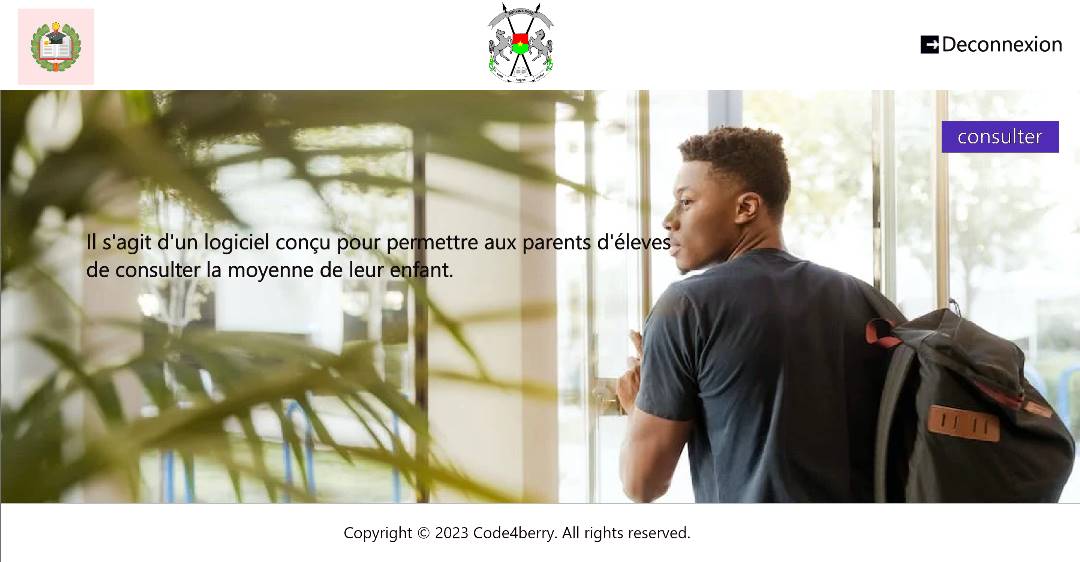 Deconnexion
consulter
Il s'agit d'un logiciel conçu pour permettre aux parents d'éleves
de consulter la moyenne de leur enfant.
Copyright © 2023 Code4berry. All rights reserved.